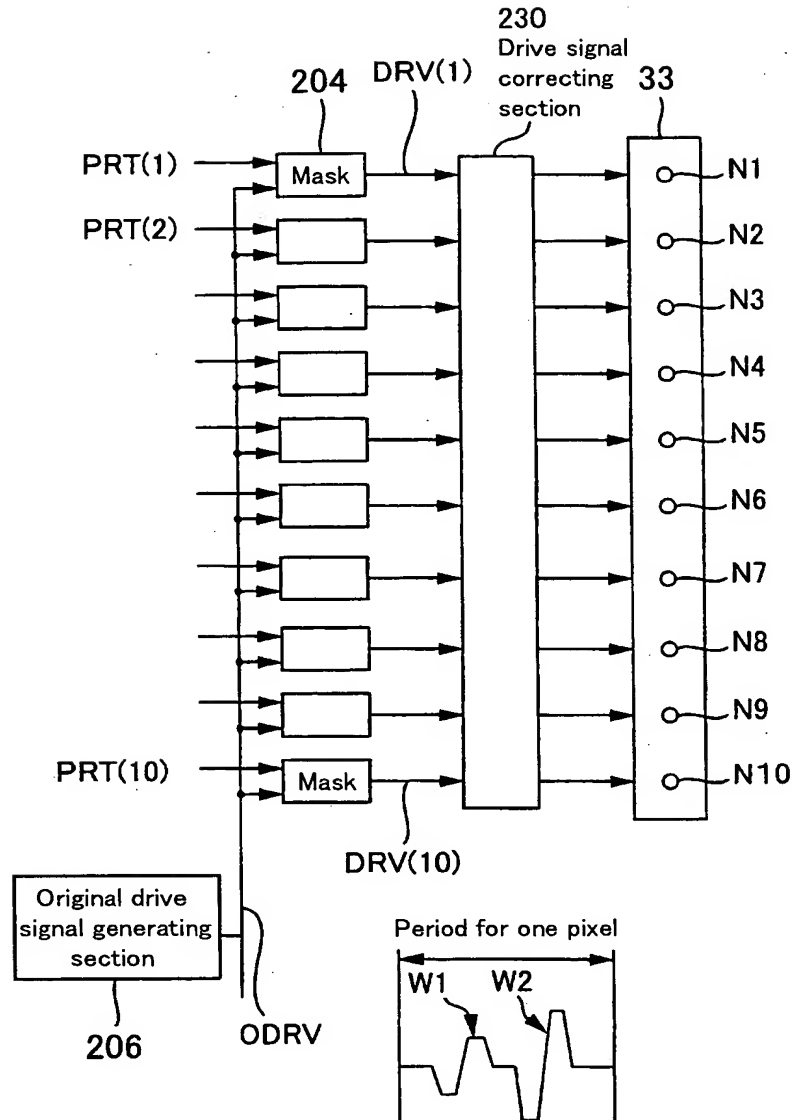 230
Drive signal
correcting
section
204
DRV(1)
33
PRT(1)
Mask
N1
PRT(2)
N2
N3
N4
N5
N6
N7
N8
N9
PRT(10)
Mask
N10
DRV(10)
Original drive
signal generating
section
206
ODRV
Period for one pixel
W1
W2